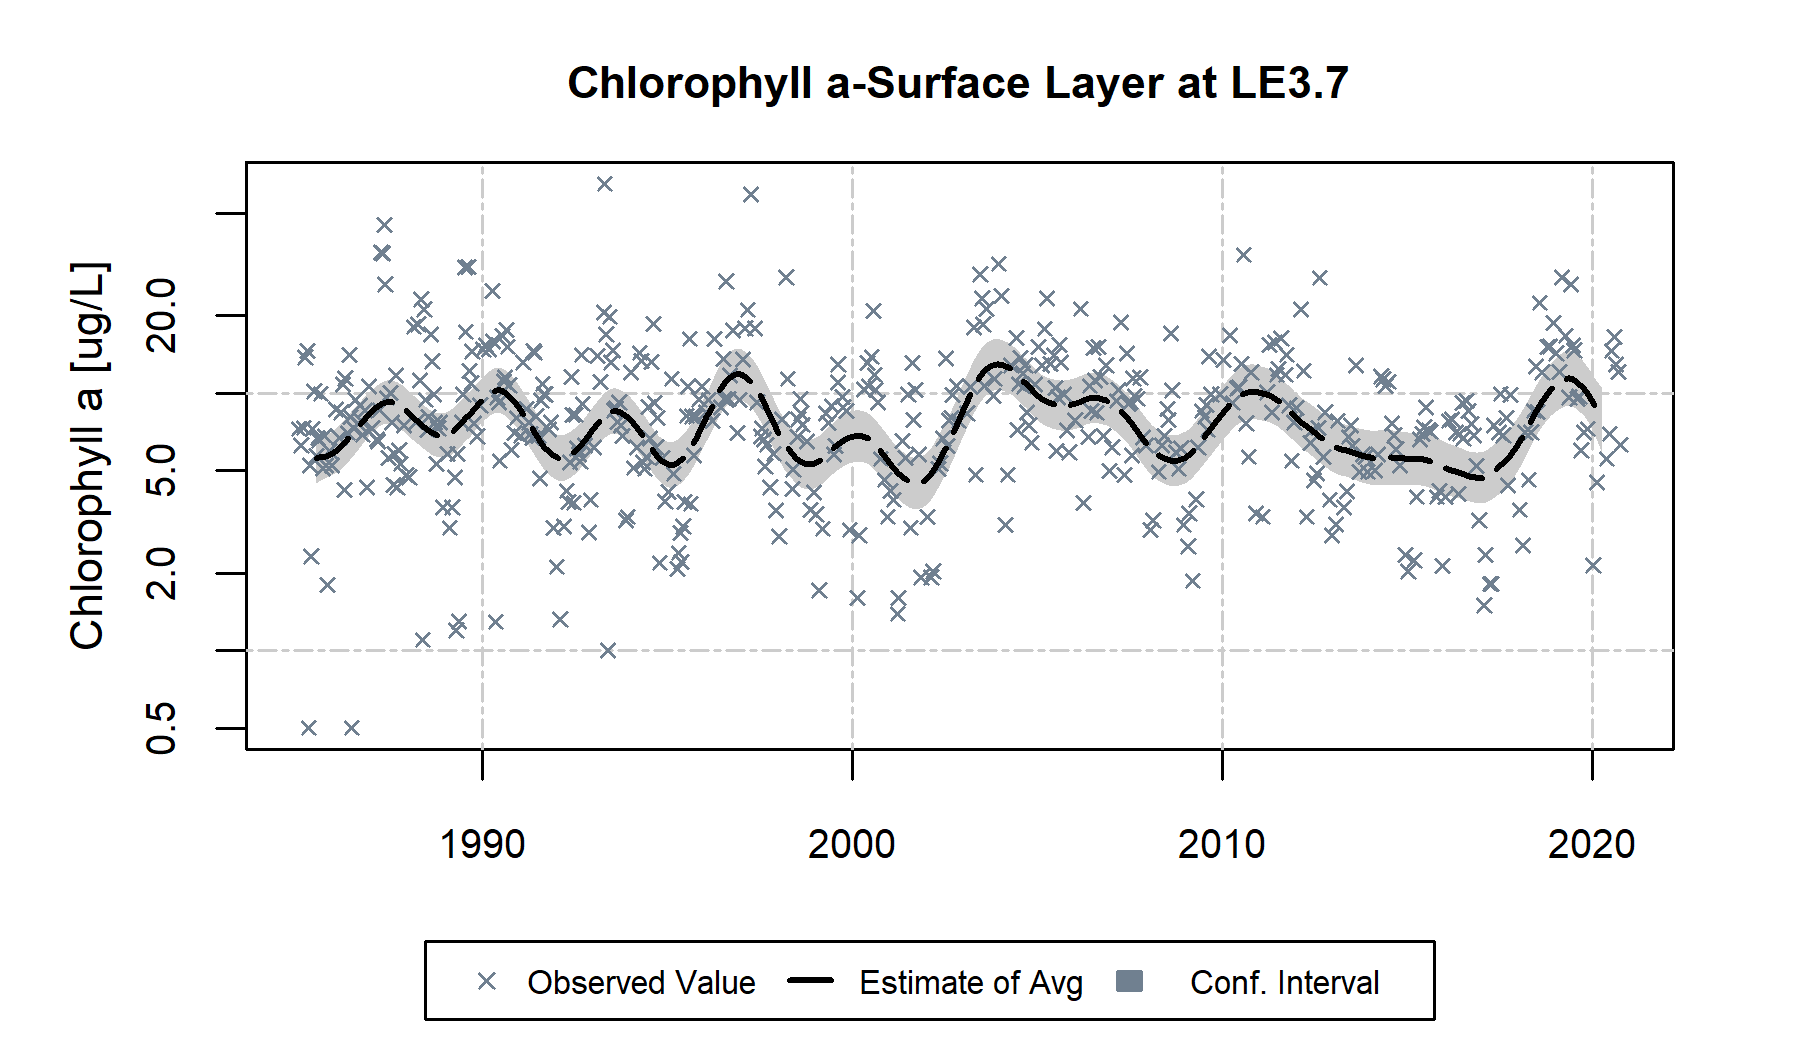 Chlorophyll a-Surface Layer at LE3.7
Chlorophyll a [ug/L]
20.0
5.0
2.0
0.5
1990 2000 2010 2020
Observed Value Estimate of Avg Conf. Interval